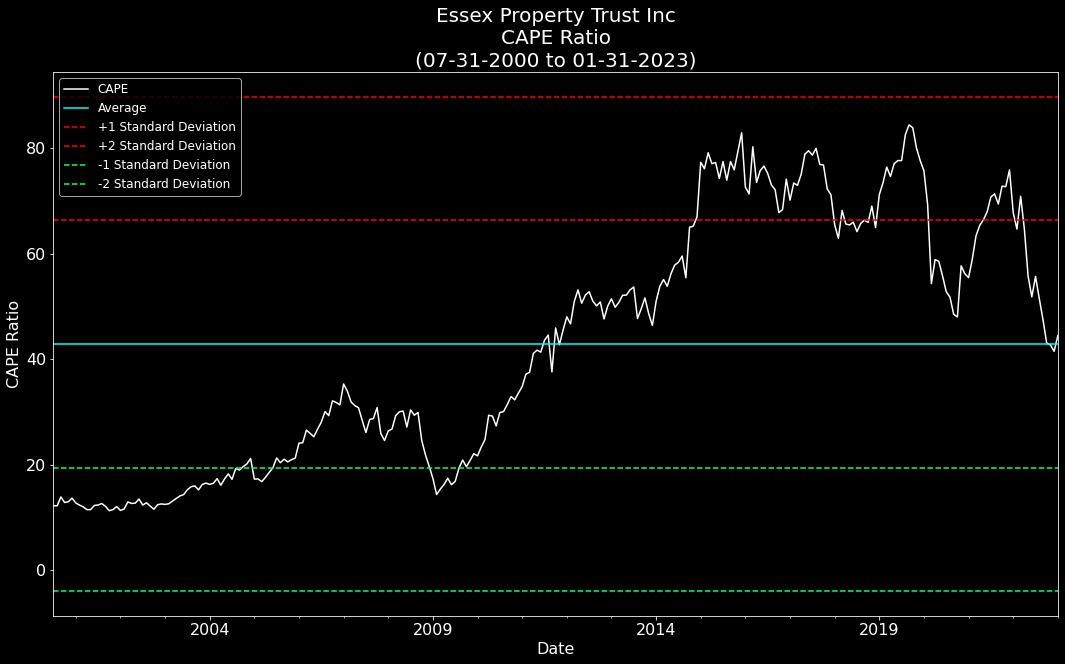 Essex Property Trust Inc
CAPE Ratio
(07-31-2000 to 01-31-2023)
CAPE
Average
+1 Standard Deviation
+2 Standard Deviation
-1 Standard Deviation
-2 Standard Deviation
80
60
40
20
0
CAPE Ratio
2004
2009
2014
2019
Date